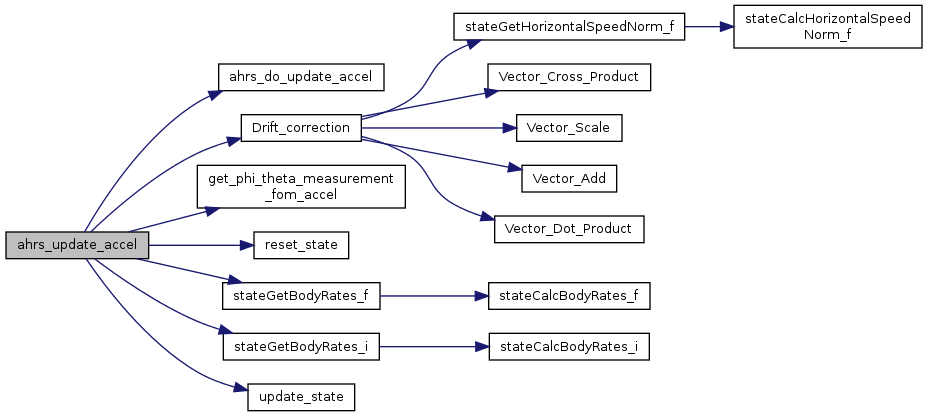 ahrs_update_accel
ahrs_do_update_accel
Drift_correction
get_phi_theta_measurement
_fom_accel
reset_state
stateGetBodyRates_f
stateGetBodyRates_i
update_state
stateGetHorizontalSpeedNorm_f
Vector_Cross_Product
Vector_Scale
Vector_Add
Vector_Dot_Product
stateCalcBodyRates_f
stateCalcBodyRates_i
stateCalcHorizontalSpeed
Norm_f